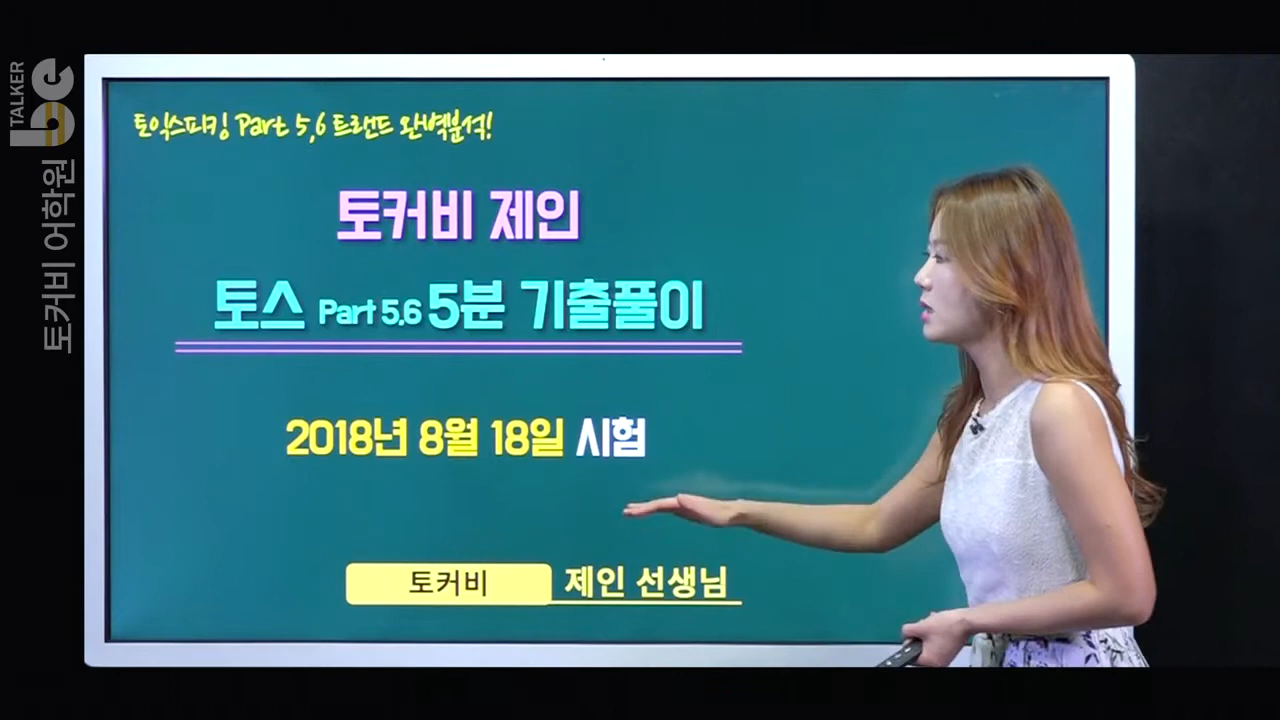 토익스피킹 Part 5,6 트랜드 완벽분석!
토커비 제인
토스 Part 5,6 5분 기출풀이
2018년 8월 18일 시험
토커비 제인 선생님
TALKER
be
토커비 어학원